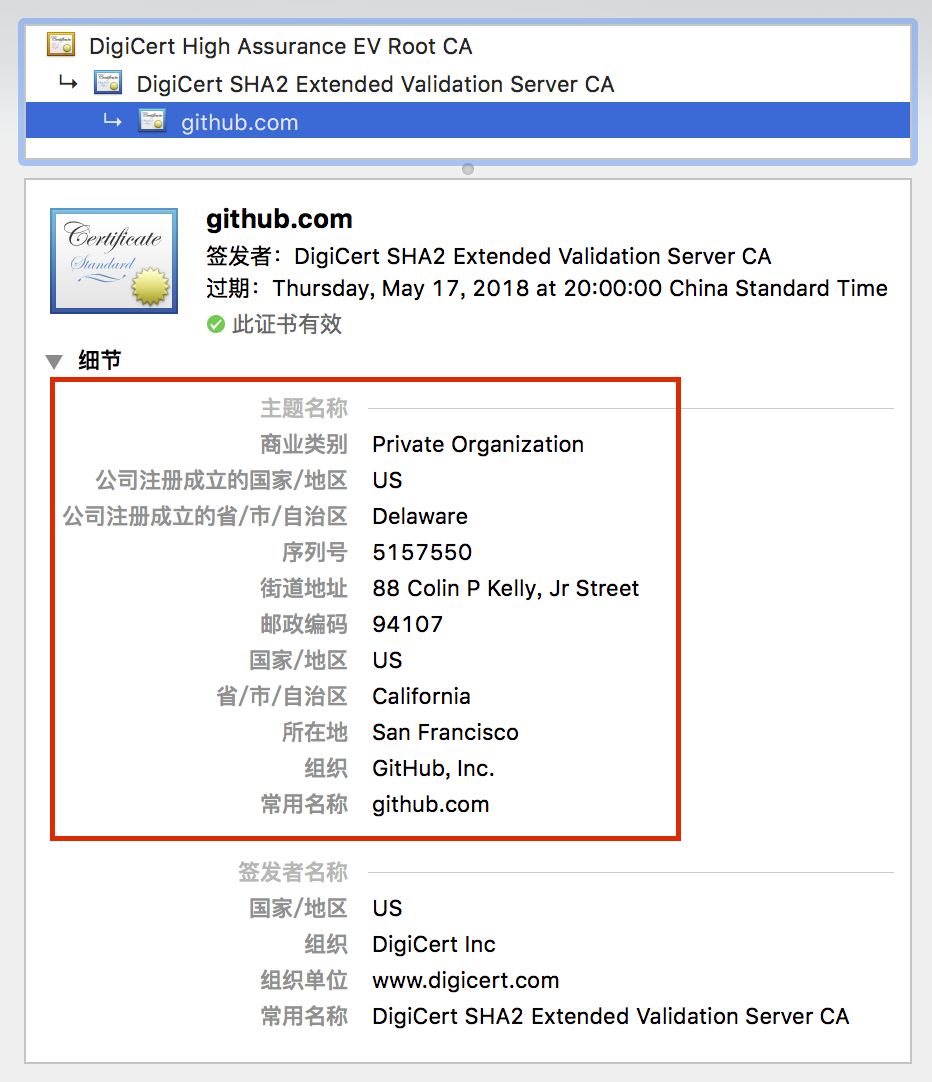 DigiCert High Assurance EV Root CA
DigiCert SHA2 Extended Validation Server CA
github.com
Certificate
Standard
github.com
签发者：DigiCert SHA2 Extended Validation Server CA
过期：Thursday, May 17, 2018 at 20:00:00 China Standard Time
此证书有效
细节
主题名称
商业类别 Private Organization
公司注册成立的国家/地区 US
公司注册成立的省/市/自治区 Delaware
序列号 5157550
街道地址 88 Colin P Kelly, Jr Street
邮政编码 94107
国家/地区 US
省/市/自治区 California
所在地 San Francisco
组织 GitHub, Inc.
常用名称 github.com
签发者名称
国家/地区 US
组织 DigiCert Inc
组织单位 www.digicert.com
常用名称 DigiCert SHA2 Extended Validation Server CA